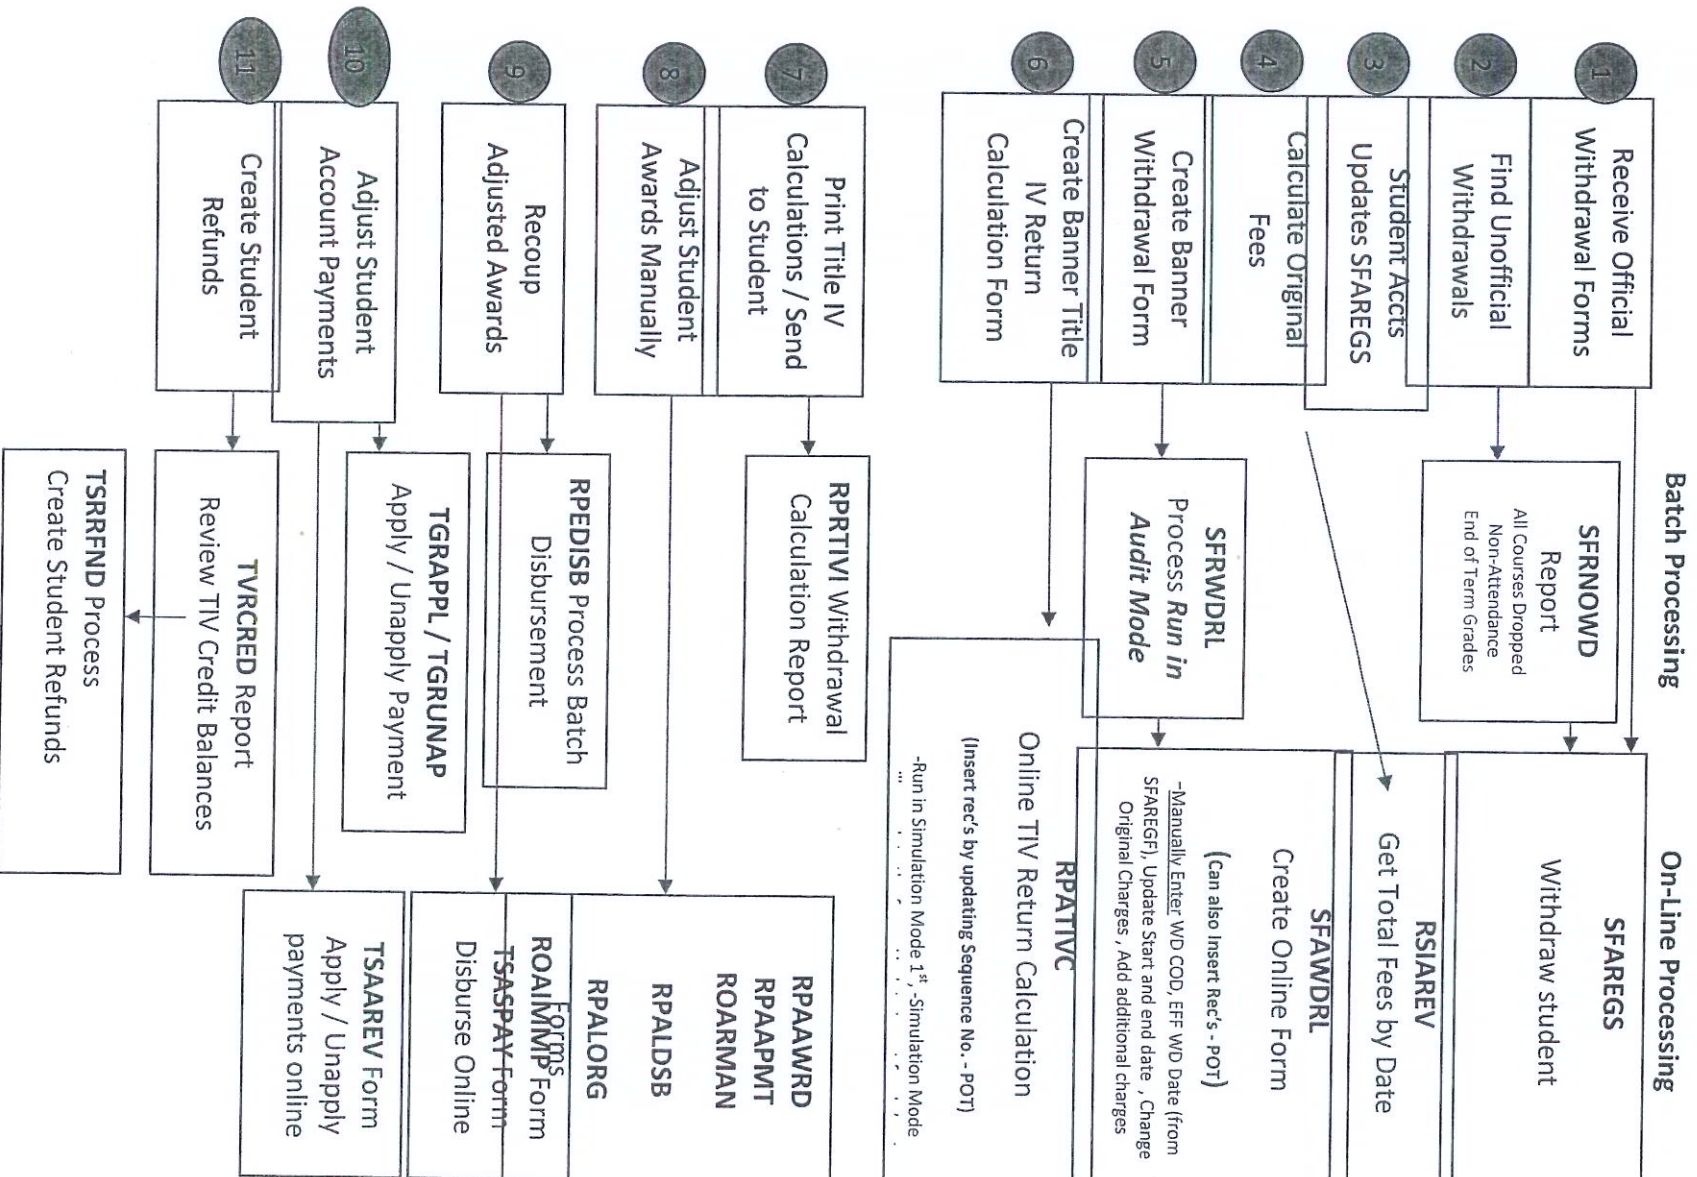 Batch Processing
On-Line Processing
1
Receive Official
Withdrawal Forms
SFAREGS
Withdraw student
2
Find Unofficial
Withdrawals
SFRNOWD
Report
All Courses Dropped
Non-Attendance
End of Term Grades
3
Student Accts
Updates SFAREGS
RSIAREV
Get Total Fees by Date
4
Calculate Original
Fees
5
Create Banner
Withdrawal Form
SFRWDRL
Process Run in
Audit Mode
SFAWDRL
Create Online Form
(Can also Insert Rec's - POT)
-Manually Enter WD COD, EFF WD Date (from
SFAREGF), Update Start and end date , Change
Original Charges , Add additional charges
6
Create Banner Title
IV Return
Calculation Form
RPATIVC
Online TIV Return Calculation
(Insert rec's by updating Sequence No. - POT)
-Run in Simulation Mode 1st, -Simulation Mode
7
Print Title IV
Calculations / Send
to Student
RPRTIVI Withdrawal
Calculation Report
8
Adjust Student
Awards Manually
RPAAWRD
RPAAPMT
ROARMAN
RPALDSB
RPALORG
Forms
9
Recoup
Adjusted Awards
RPEDISB Process Batch
Disbursement
ROAIMMP Form
TSASPAY Form
Disburse Online
10
Adjust Student
Account Payments
TGRAPPL / TGRUNAP
Apply / Unapply Payment
TSAAREV Form
Apply / Unapply
payments online
11
Create Student
Refunds
TVRCRED Report
Review TIV Credit Balances
TSRRFND Process
Create Student Refunds